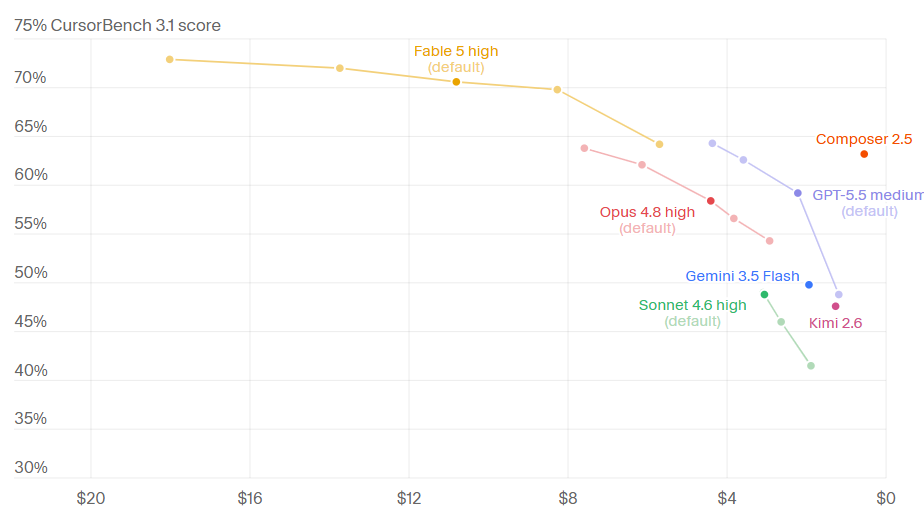 75% CursorBench 3.1 score
Fable 5 high
(default)
70%
65%
Composer 2.5
60%
GPT-5.5 medium
(default)
Opus 4.8 high
(default)
55%
50%
Gemini 3.5 Flash
Sonnet 4.6 high
(default)
45%
Kimi 2.6
40%
35%
30%
$20
$16
$12
$8
$4
$0